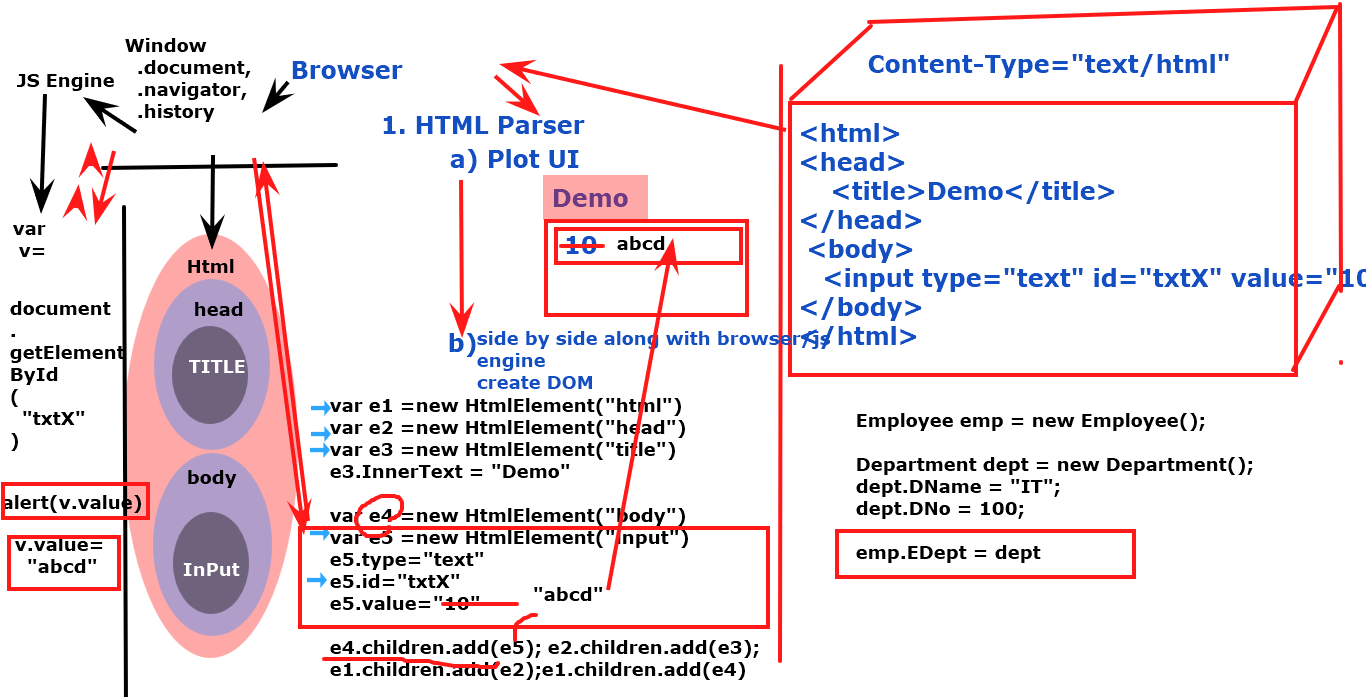 Window
.document,
.navigator,
.history
JS Engine
Browser
1. HTML Parser
a) Plot UI
Demo
10 abcd
Content-Type="text/html"
<html>
<head>
<title>Demo</title>
</head>
<body>
<input type="text" id="txtX" value="10
</body>
</html>
var
v=
document
.
getElement
ById
(
"txtX"
)
alert(v.value)
v.value=
"abcd"
Html
head
TITLE
body
InPut
b) side by side along with browser/js
engine
create DOM
var e1 =new HtmlElement("html")
var e2 =new HtmlElement("head")
var e3 =new HtmlElement("title")
e3.InnerText = "Demo"
var e4 =new HtmlElement("body")
var e5 =new HtmlElement("input")
e5.type="text"
e5.id="txtX"
e5.value="10" "abcd"
e4.children.add(e5); e2.children.add(e3);
e1.children.add(e2);e1.children.add(e4)
Employee emp = new Employee();
Department dept = new Department();
dept.DName = "IT";
dept.DNo = 100;
emp.EDept = dept